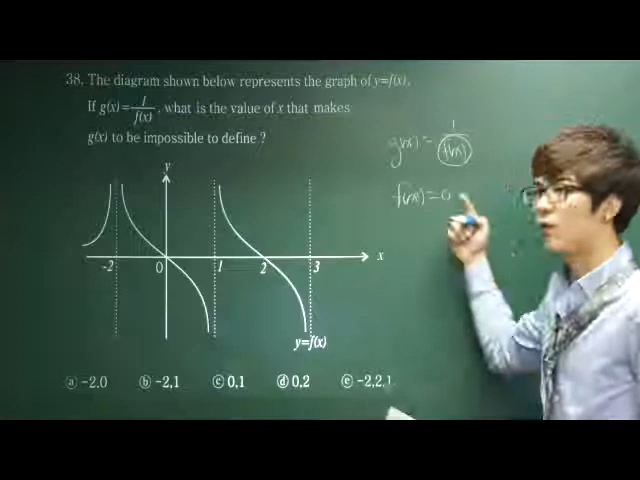 38. The diagram shown below represents the graph of y=f(x).
If g(x)=1/f(x), what is the value of x that makes
g(x) to be impossible to define ?
g(x) = 1/f(x)
f(x)=0
y
-2 0 1 2 3 x
y=f(x)
ⓐ -2.0 ⓑ -2,1 ⓒ 0,1 ⓓ 0,2 ⓔ -2,2,1